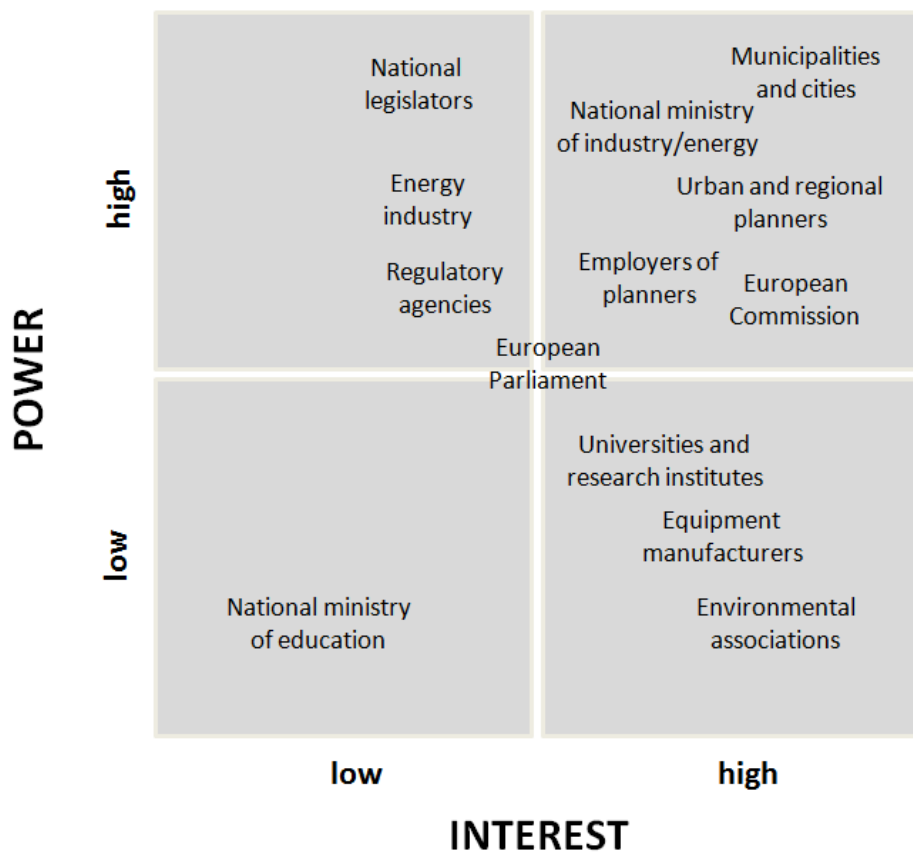 POWER
high
low
National
legislators
Energy
industry
Regulatory
agencies
Municipalities
and cities
National ministry
of industry/energy
Urban and regional
planners
Employers of
planners
European
Commission
European
Parliament
National ministry
of education
Universities and
research institutes
Equipment
manufacturers
Environmental
associations
low
high
INTEREST